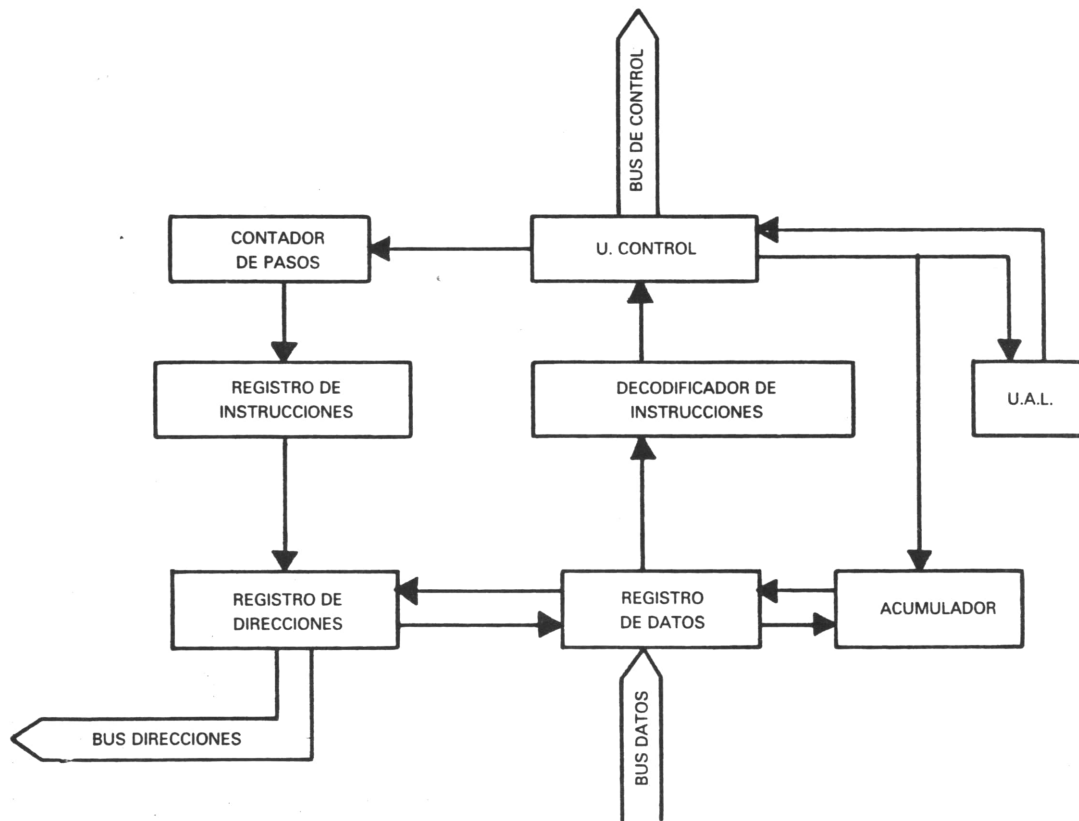 BUS DE CONTROL
CONTADOR
DE PASOS
U. CONTROL
REGISTRO DE
INSTRUCCIONES
DECODIFICADOR DE
INSTRUCCIONES
U.A.L.
REGISTRO DE
DIRECCIONES
REGISTRO
DE DATOS
ACUMULADOR
BUS DIRECCIONES
BUS DATOS